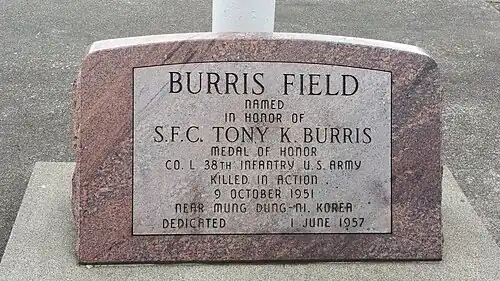 BURRIS FIELD
NAMED
IN HONOR OF
S.F.C. TONY K. BURRIS
MEDAL OF HONOR
CO. L 38TH INFANTRY U.S. ARMY
KILLED IN ACTION
9 OCTOBER 1951
NEAR MUNG DUNG-NI, KOREA
DEDICATED 1 JUNE 1957